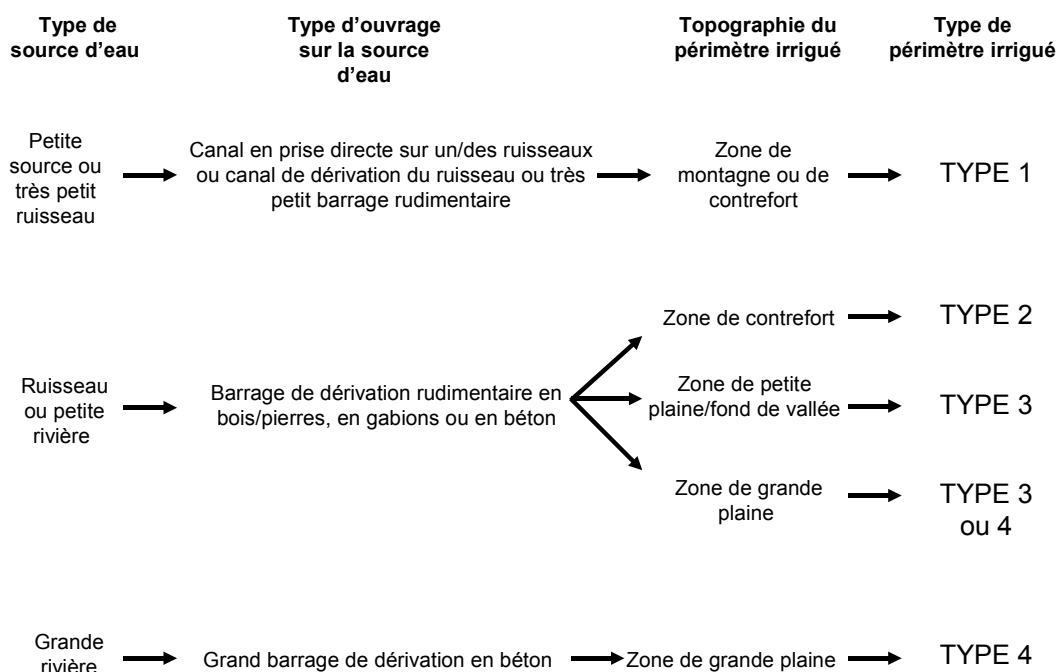 Type de
source d'eau
Type d'ouvrage
sur la source
d'eau
Topographie du
périmètre irrigué
Type de
périmètre irrigué
Petite
source ou
très petit
ruisseau
Canal en prise directe sur un/des ruisseaux
ou canal de dérivation du ruisseau ou très
petit barrage rudimentaire
Zone de
montagne ou de
contrefort
TYPE 1
Ruisseau
ou petite
rivière
Barrage de dérivation rudimentaire en
bois/pierres, en gabions ou en béton
Zone de contrefort
TYPE 2
Zone de petite
plaine/fond de vallée
TYPE 3
Zone de grande
plaine
TYPE 3
ou 4
Grande
rivière
Grand barrage de dérivation en béton
Zone de grande plaine
TYPE 4